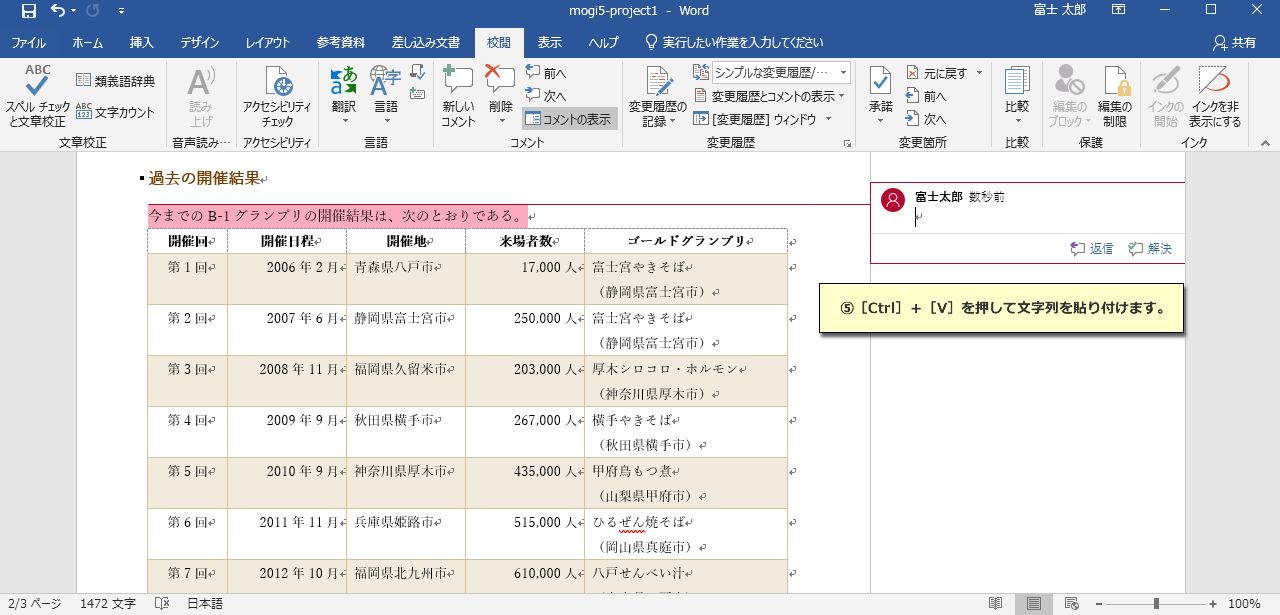 mogi5-project1 - Word
富士 太郎
ファイル ホーム 挿入 デザイン レイアウト 参考資料 差し込み文書 校閲 表示 ヘルプ 実行したい作業を入力してください 共有
ABC
スペル チェックと文章校正
類義語辞典
ABC
123
文字カウント
文章校正
読み上げ
音声読み…
アクセシビリティ チェック
アクセシビリティ
翻訳
言語
言語
新しいコメント
削除
前へ
次へ
コメントの表示
コメント
変更履歴の記録
シンプルな変更履歴/…
変更履歴とコメントの表示
[変更履歴] ウィンドウ
変更履歴
承諾
元に戻す
前へ
次へ
変更箇所
比較
比較
編集のブロック
編集の制限
保護
インクの開始
インクを非表示にする
インク
過去の開催結果
今までの B-1 グランプリの開催結果は、次のとおりである。
開催回 開催日程 開催地 来場者数 ゴールドグランプリ
第 1 回 2006 年 2 月 青森県八戸市 17,000 人 富士宮やきそば
（静岡県富士宮市）
第 2 回 2007 年 6 月 静岡県富士宮市 250,000 人 富士宮やきそば
（静岡県富士宮市）
第 3 回 2008 年 11 月 福岡県久留米市 203,000 人 厚木シロコロ・ホルモン
（神奈川県厚木市）
第 4 回 2009 年 9 月 秋田県横手市 267,000 人 横手やきそば
（秋田県横手市）
第 5 回 2010 年 9 月 神奈川県厚木市 435,000 人 甲府鳥もつ煮
（山梨県甲府市）
第 6 回 2011 年 11 月 兵庫県姫路市 515,000 人 ひるぜん焼そば
（岡山県真庭市）
第 7 回 2012 年 10 月 福岡県北九州市 610,000 人 八戸せんべい汁
富士太郎 数秒前
返信 解決
⑤［Ctrl］＋［V］を押して文字列を貼り付けます。
2/3 ページ 1472 文字 日本語 100%